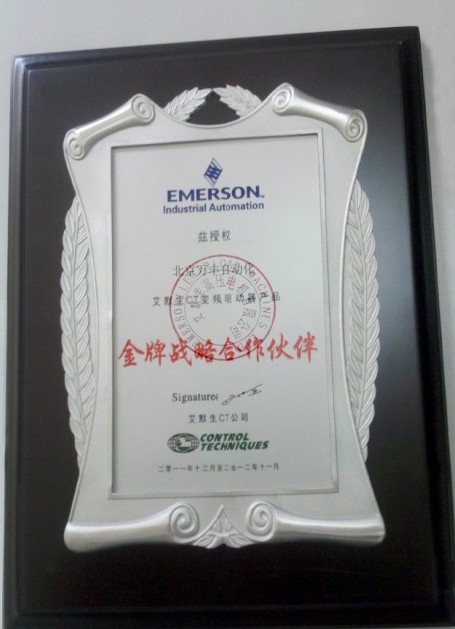 EMERSON
Industrial Automation
兹授权
北京万丰自动化
艾默生CT变频驱动器产品
金牌战略合作伙伴
Signature:
艾默生CT公司
CONTROL
TECHNIQUES
二零一一年十二月至二零一二年十一月